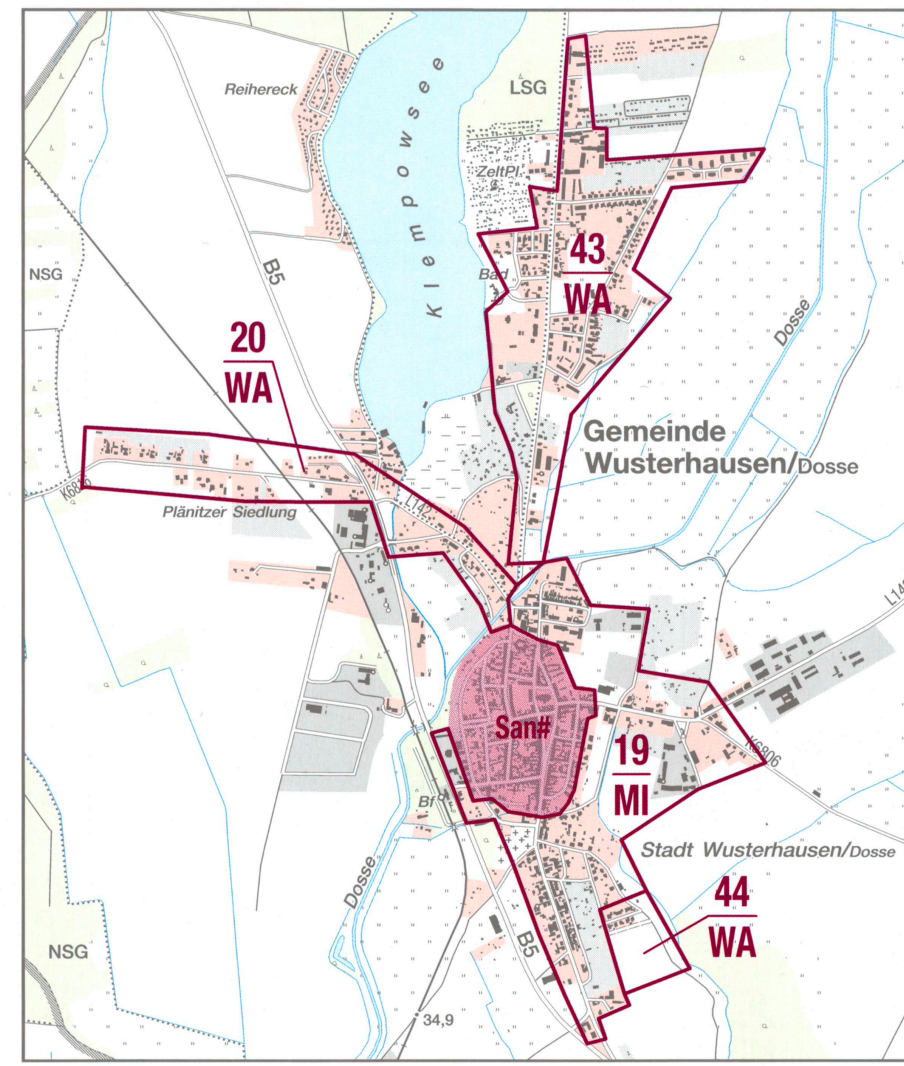 Reihereck
LSG
ZeltPl.
Klempowsee
NSG
B5
43
WA
Bad
Dosse
20
WA
Gemeinde
Wusterhausen/Dosse
Plänitzer Siedlung
L142
San#
19
MI
K6806
Bf
Stadt Wusterhausen/Dosse
Dosse
44
WA
B5
NSG
34,9